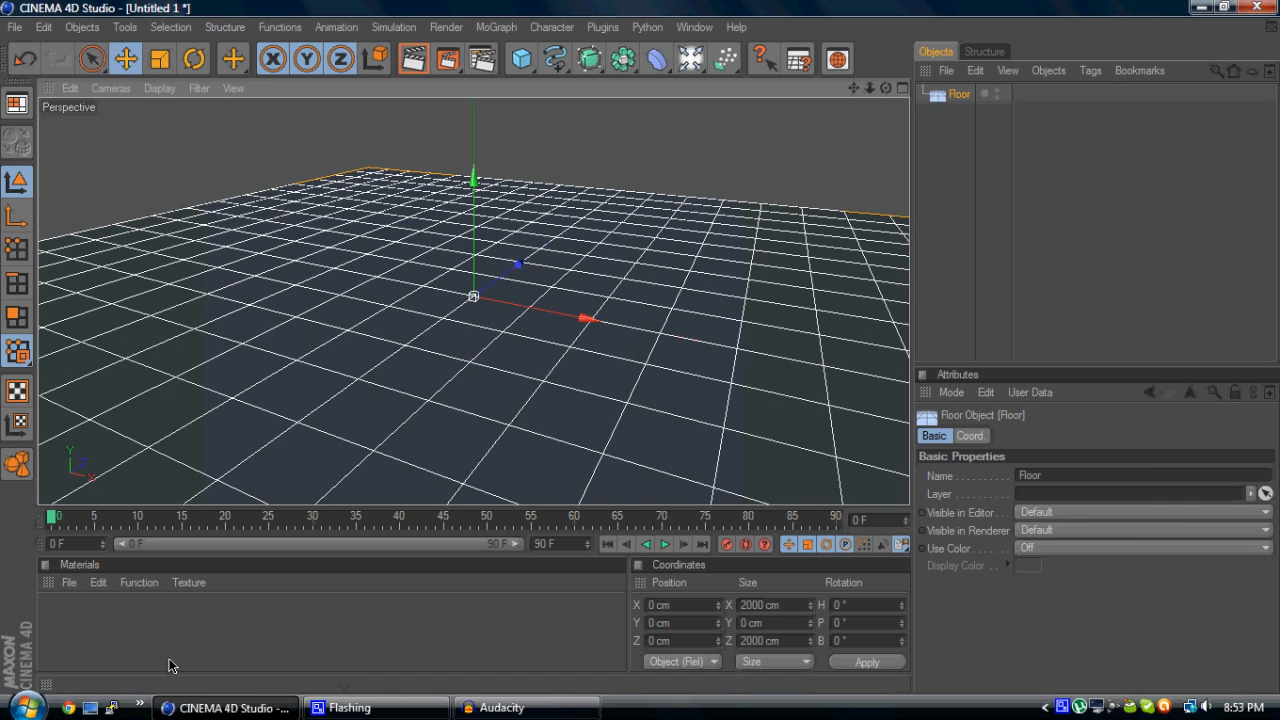 CINEMA 4D Studio - [Untitled 1 *]
File Edit Objects Tools Selection Structure Functions Animation Simulation Render MoGraph Character Plugins Python Window Help
X Y Z
Objects Structure
File Edit View Objects Tags Bookmarks
Floor
Edit Cameras Display Filter View
Perspective
Y
Z
X
0 5 10 15 20 25 30 35 40 45 50 55 60 65 70 75 80 85 90
0 F
0 F 0 F 90 F 90 F
Attributes
Mode Edit User Data
Floor Object [Floor]
Basic Coord.
Basic Properties
Name Floor
Layer
Visible in Editor Default
Visible in Renderer Default
Use Color Off
Display Color
Materials
File Edit Function Texture
Coordinates
Position Size Rotation
X 0 cm X 2000 cm H 0 °
Y 0 cm Y 0 cm P 0 °
Z 0 cm Z 2000 cm B 0 °
Object (Rel) Size Apply
MAXON
CINEMA 4D
CINEMA 4D Studio -... Flashing Audacity 8:53 PM